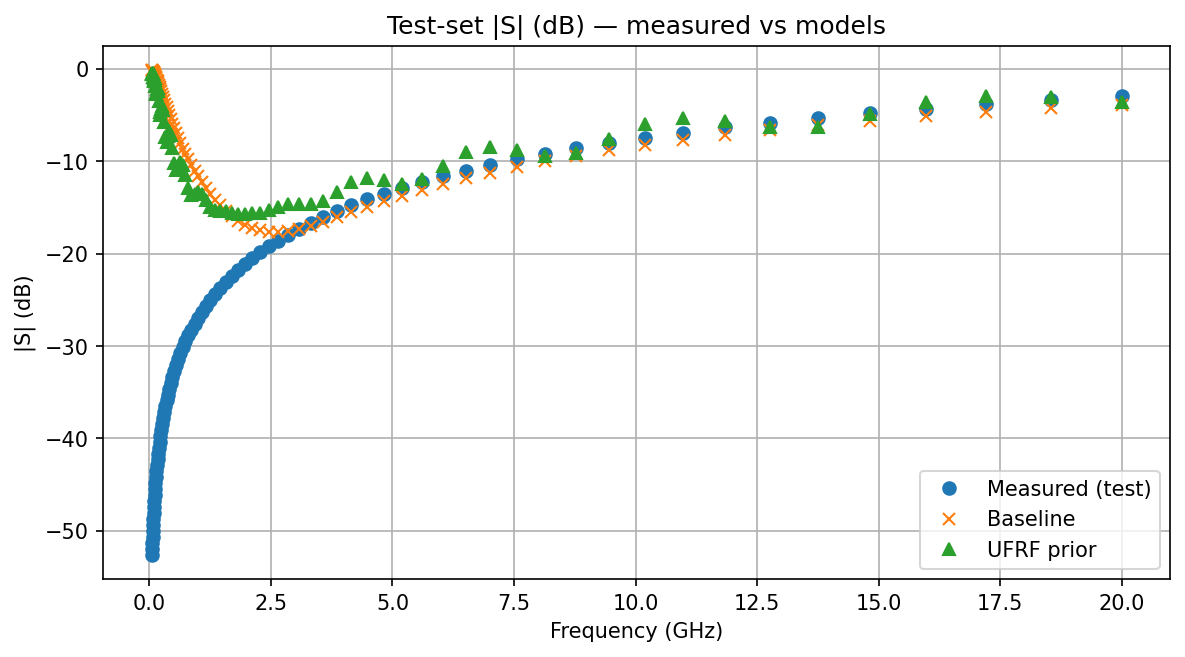 Test-set |S| (dB) — measured vs models
|S| (dB)
0
−10
−20
−30
−40
−50
Measured (test)
Baseline
UFRF prior
0.0 2.5 5.0 7.5 10.0 12.5 15.0 17.5 20.0
Frequency (GHz)